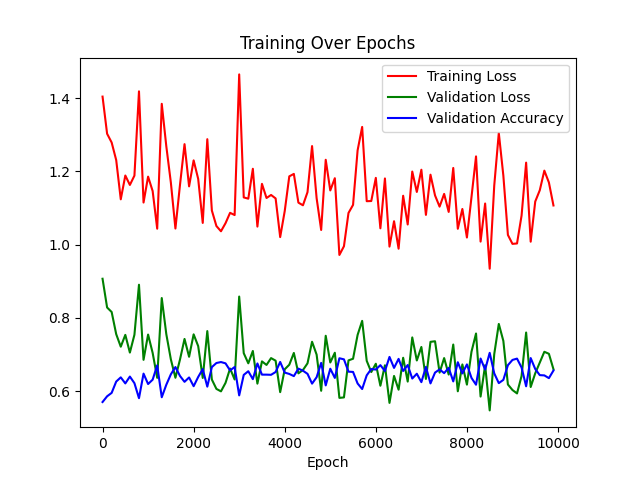 Training Over Epochs
Training Loss
Validation Loss
Validation Accuracy
1.4
1.2
1.0
0.8
0.6
0
2000
4000
6000
8000
10000
Epoch